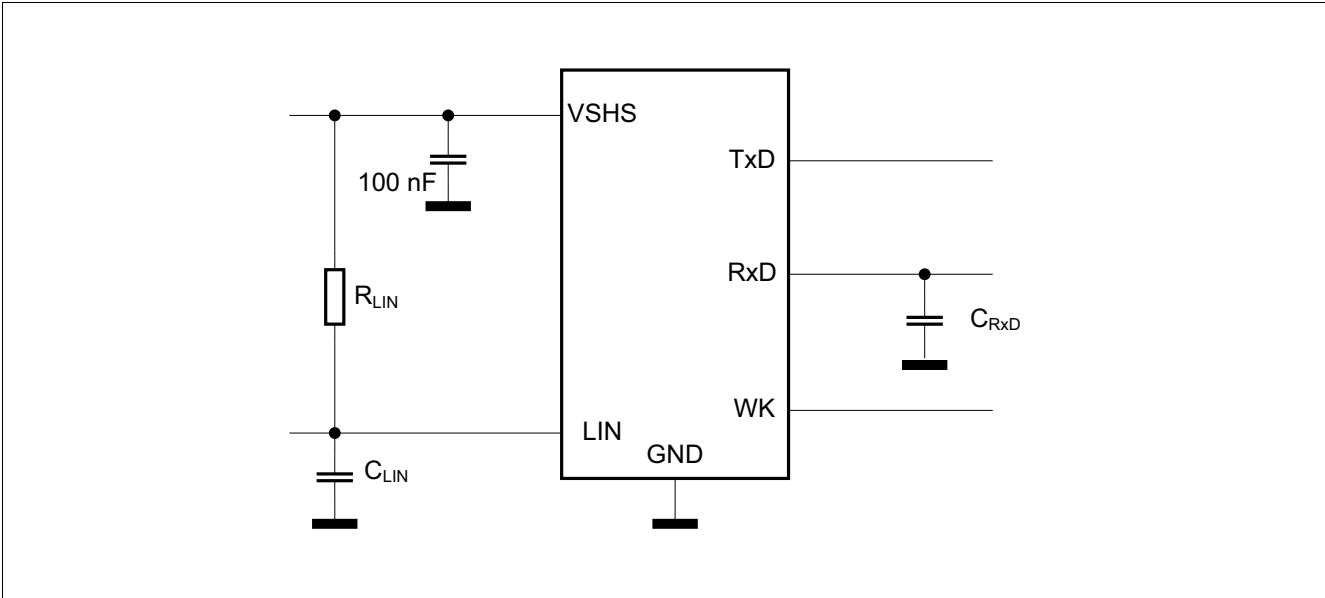 VSHS
TxD
100 nF
RxD
R_LIN
C_RxD
WK
LIN
GND
C_LIN